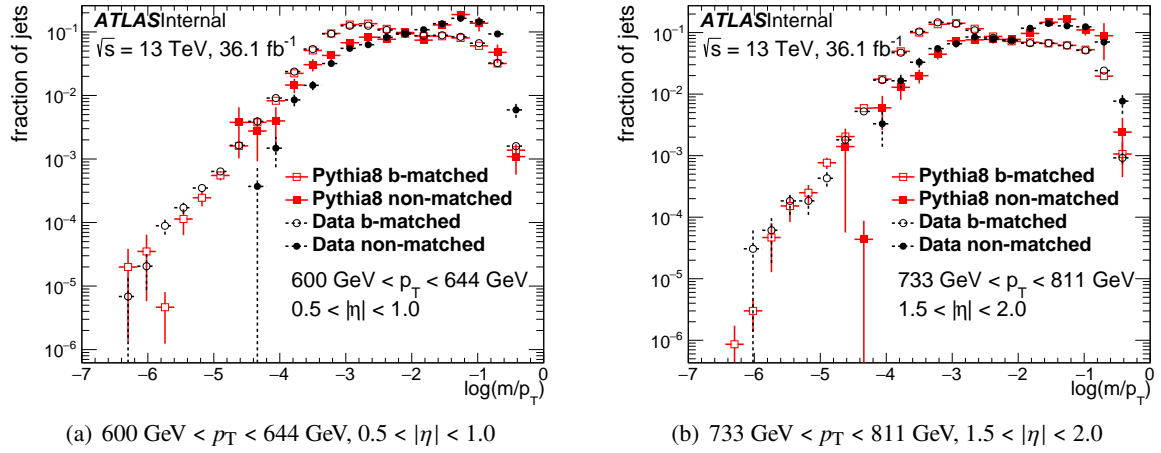 fraction of jets
ATLAS Internal
√s = 13 TeV, 36.1 fb⁻¹
10⁻¹
10⁻²
10⁻³
10⁻⁴
10⁻⁵
10⁻⁶
Pythia8 b-matched
Pythia8 non-matched
Data b-matched
Data non-matched
600 GeV < p_T < 644 GeV
0.5 < |η| < 1.0
−7 −6 −5 −4 −3 −2 −1 0
log(m/p_T)
(a) 600 GeV < p_T < 644 GeV, 0.5 < |η| < 1.0
fraction of jets
ATLAS Internal
√s = 13 TeV, 36.1 fb⁻¹
10⁻¹
10⁻²
10⁻³
10⁻⁴
10⁻⁵
10⁻⁶
Pythia8 b-matched
Pythia8 non-matched
Data b-matched
Data non-matched
733 GeV < p_T < 811 GeV
1.5 < |η| < 2.0
−7 −6 −5 −4 −3 −2 −1 0
log(m/p_T)
(b) 733 GeV < p_T < 811 GeV, 1.5 < |η| < 2.0